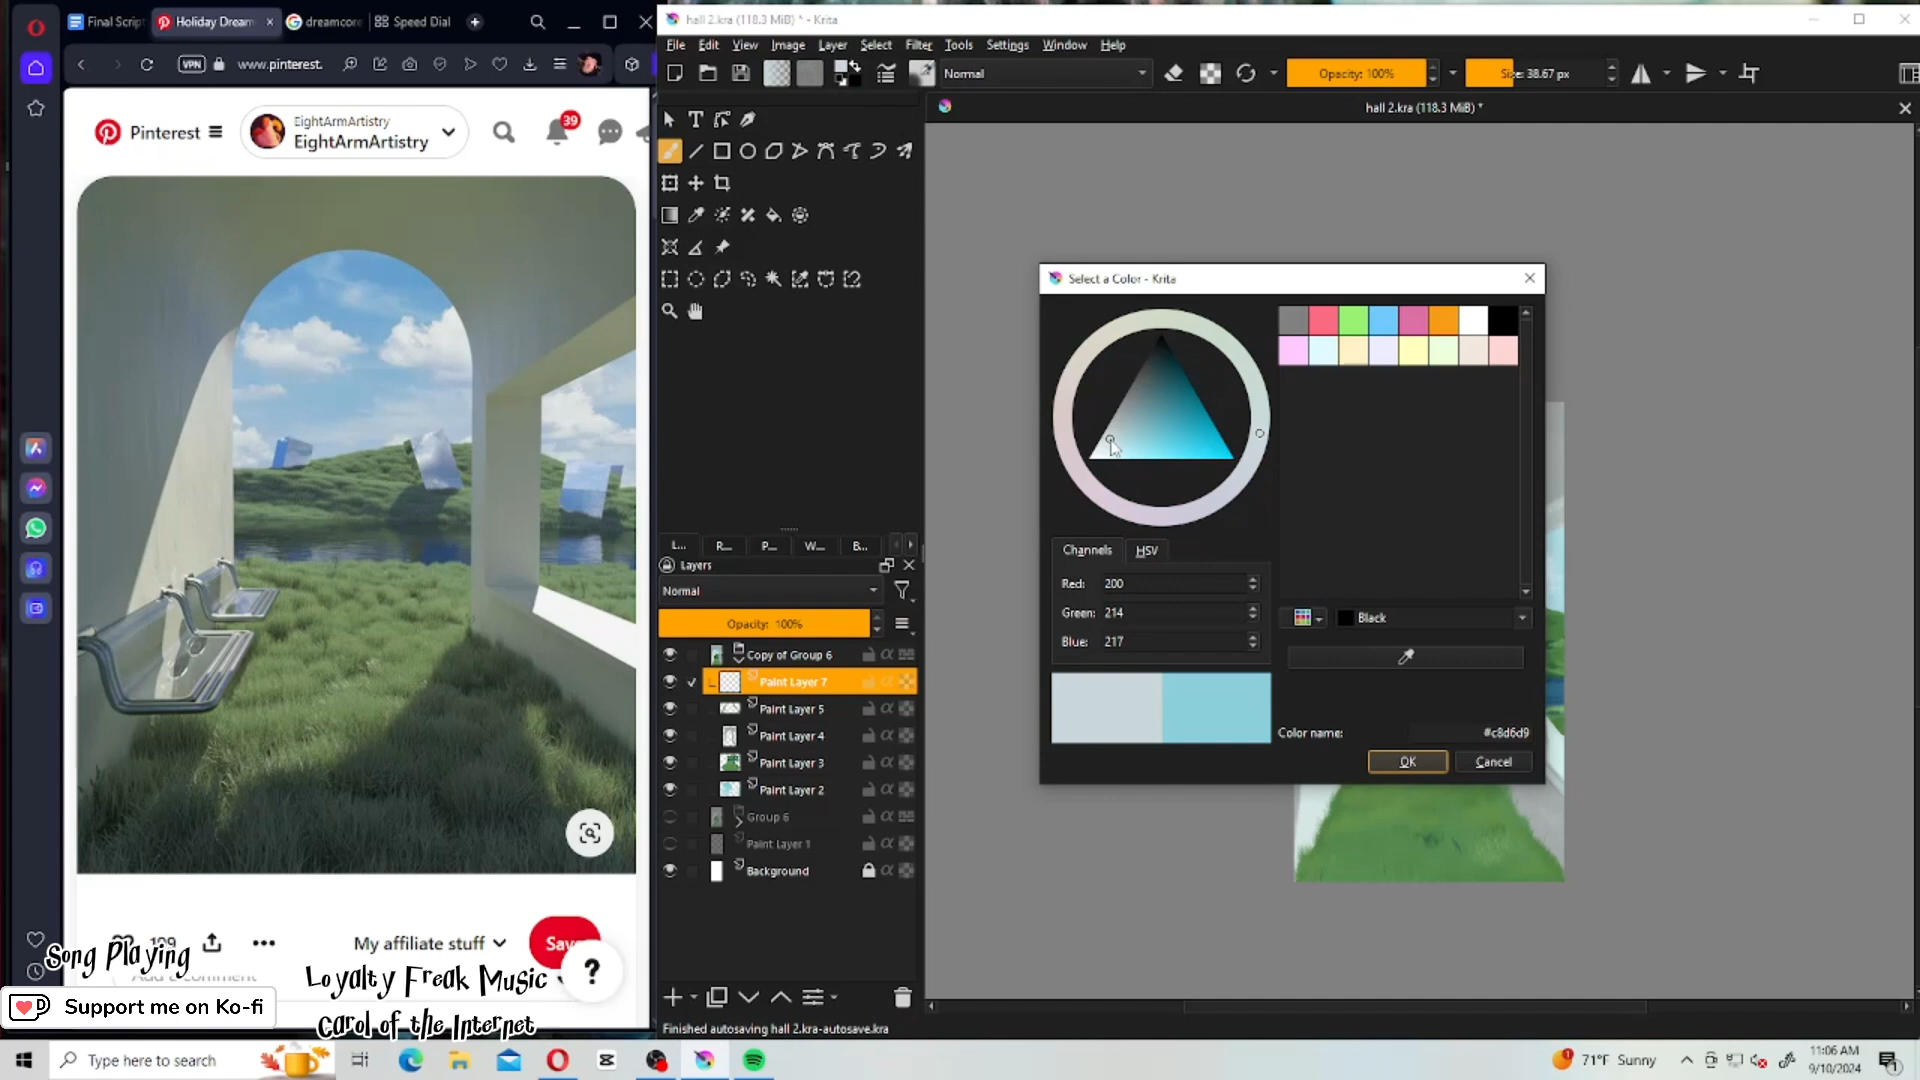 Final Script
Holiday Dream
dreamcore
Speed Dial
hall 2.kra (118.3 MiB) * - Krita
VPN
www.pinterest.
File Edit View Image Layer Select Filter Tools Settings Window Help
Normal
Opacity: 100%
Size: 38.67 px
hall 2.kra (118.3 MiB) *
Pinterest
EightArmArtistry
EightArmArtistry
39
Select a Color - Krita
Channels
HSV
Red: 200
Green: 214
Blue: 217
Black
Color name: #c8d6d9
OK
Cancel
L... R... P... W... B...
Layers
Normal
Opacity: 100%
Copy of Group 6
Paint Layer 7
Paint Layer 5
Paint Layer 4
Paint Layer 3
Paint Layer 2
Group 6
Paint Layer 1
Background
My affiliate stuff
Save
Song Playing
Loyalty Freak Music
Carol of the Internet
?
Support me on Ko-fi
Finished autosaving hall 2.kra-autosave.kra
Type here to search
71°F Sunny
11:06 AM
9/10/2024